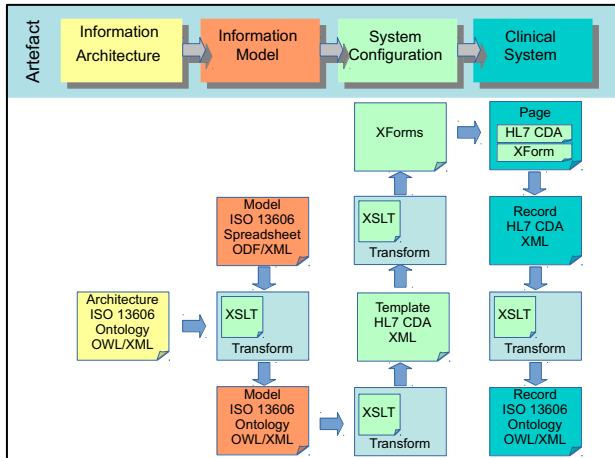 Artefact
Information
Architecture
Information
Model
System
Configuration
Clinical
System
XForms
Page
HL7 CDA
XForm
Model
ISO 13606
Spreadsheet
ODF/XML
XSLT
Transform
Record
HL7 CDA
XML
Architecture
ISO 13606
Ontology
OWL/XML
XSLT
Transform
Template
HL7 CDA
XML
XSLT
Transform
Model
ISO 13606
Ontology
OWL/XML
XSLT
Transform
Record
ISO 13606
Ontology
OWL/XML